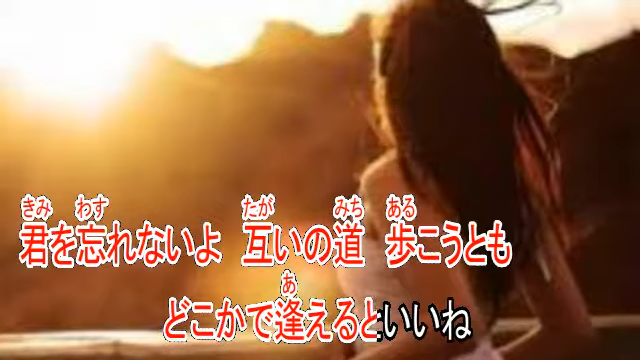 きみ わす たが みち ある
君を忘れないよ 互いの道 歩こうとも
あ
どこかで逢えるといいね